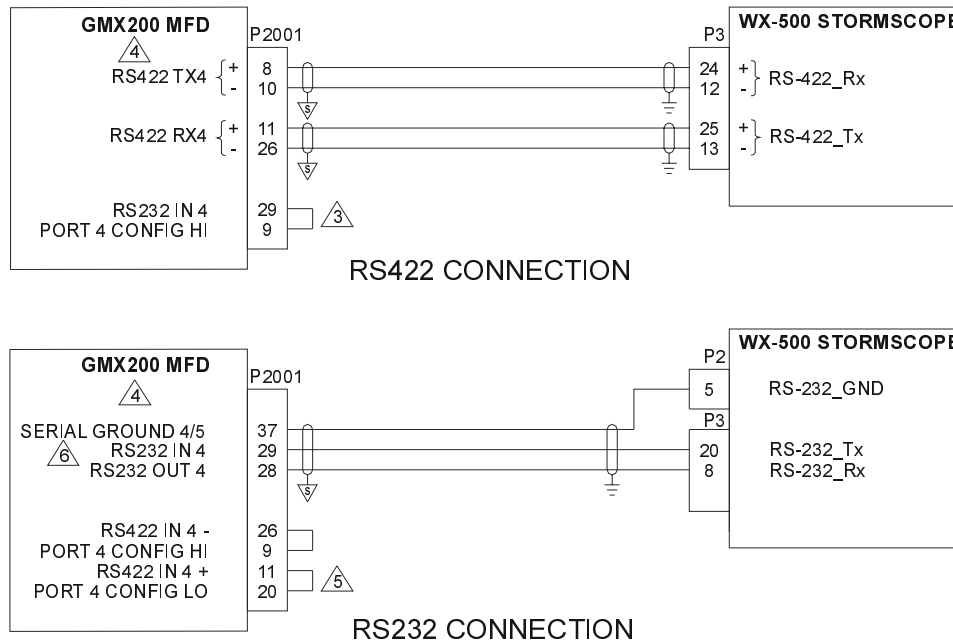 GMX200 MFD
4
P2001
RS422 TX4 + 8
- 10
RS422 RX4 + 11
- 26
RS232 IN 4 29
PORT 4 CONFIG HI 9
3
S
S
P3
WX-500 STORMSCOPE
24 + RS-422_Rx
12 -
25 + RS-422_Tx
13 -
RS422 CONNECTION
GMX200 MFD
4
P2001
SERIAL GROUND 4/5 37
6
RS232 IN 4 29
RS232 OUT 4 28
S
RS422 IN 4 - 26
PORT 4 CONFIG HI 9
RS422 IN 4 + 11
PORT 4 CONFIG LO 20
5
WX-500 STORMSCOPE
P2
5 RS-232_GND
P3
20 RS-232_Tx
8 RS-232_Rx
RS232 CONNECTION